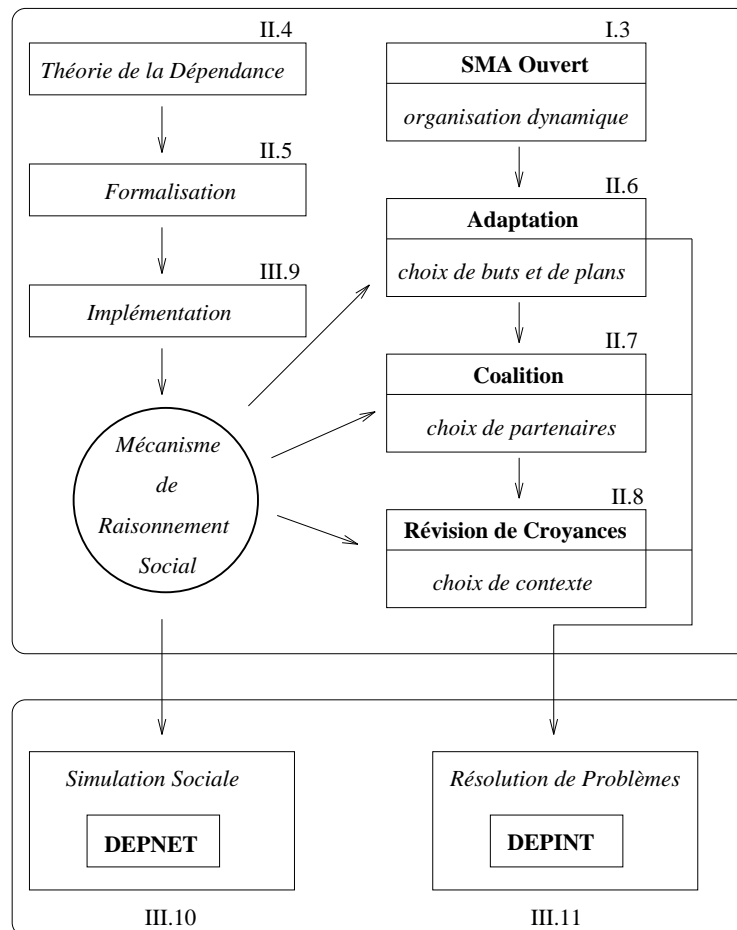 II.4
Théorie de la Dépendance
II.5
Formalisation
III.9
Implémentation
Mécanisme
de
Raisonnement
Social
I.3
SMA Ouvert
organisation dynamique
II.6
Adaptation
choix de buts et de plans
II.7
Coalition
choix de partenaires
II.8
Révision de Croyances
choix de contexte
Simulation Sociale
DEPNET
III.10
Résolution de Problèmes
DEPINT
III.11